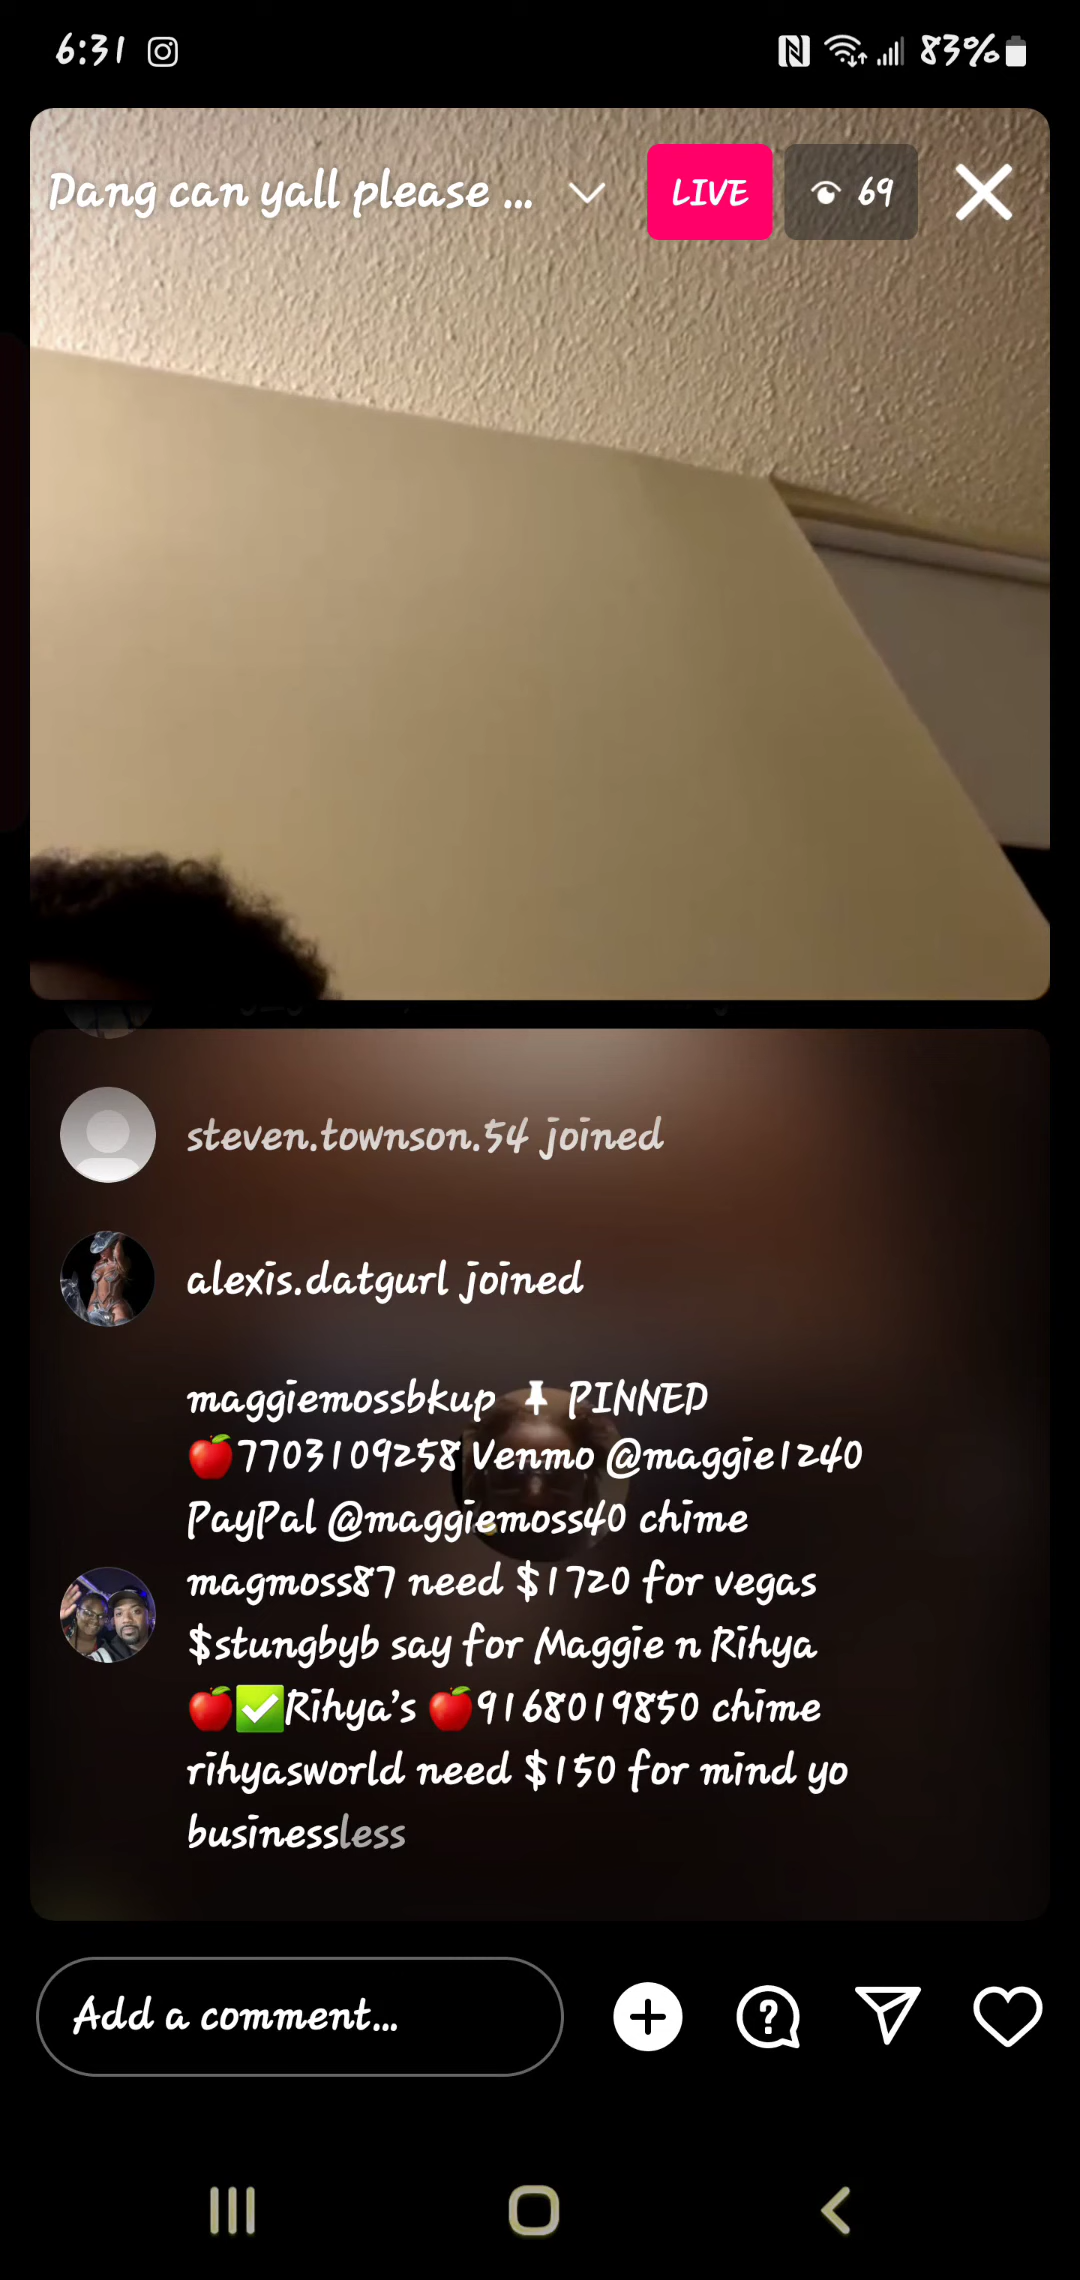 6:31 83%
Dang can yall please ... LIVE 69
steven.townson.54 joined
alexis.datgurl joined
maggiemossbkup 📌 PINNED
🍎7703109258 Venmo @maggie1240
PayPal @maggiemoss40 chime
magmoss87 need $1720 for vegas
$stungbyb say for Maggie n Rihya
🍎✅Rihya’s 🍎9168019850 chime
rihyasworld need $150 for mind yo
businessless
Add a comment...